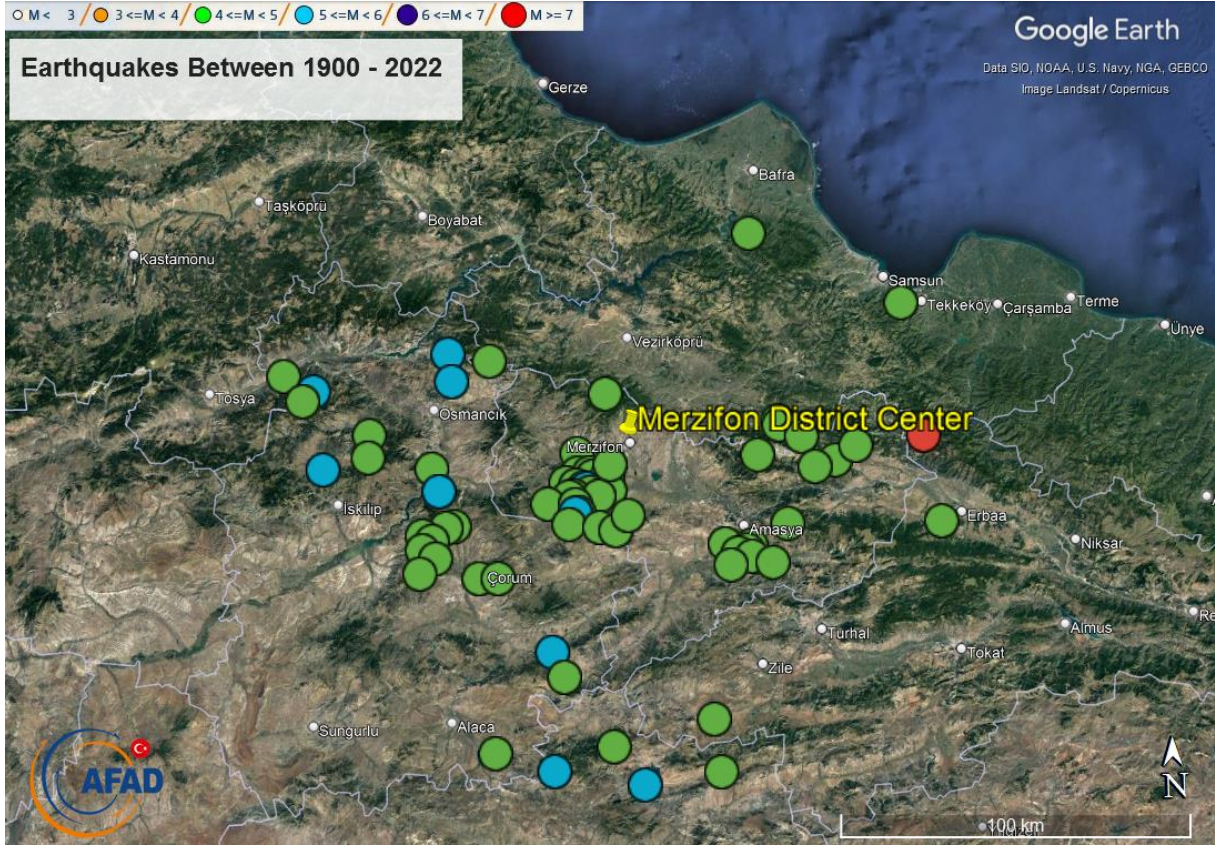 M < 3 / 3 <=M < 4 / 4 <=M < 5 / 5 <=M < 6 / 6 <=M < 7 / M >= 7
Earthquakes Between 1900 - 2022
Google Earth
Data SIO, NOAA, U.S. Navy, NGA, GEBCO
Image Landsat / Copernicus
Gerze
Bafra
Taşköprü
Boyabat
Kastamonu
Samsun
Tekkeköy
Çarşamba
Terme
Ünye
Vezirköprü
Tosya
Osmancık
Merzifon District Center
Merzifon
İskilip
Amasya
Erbaa
Niksar
Çorum
Turhal
Almus
Tokat
Zile
Sungurlu
Alaca
AFAD
N
100 km